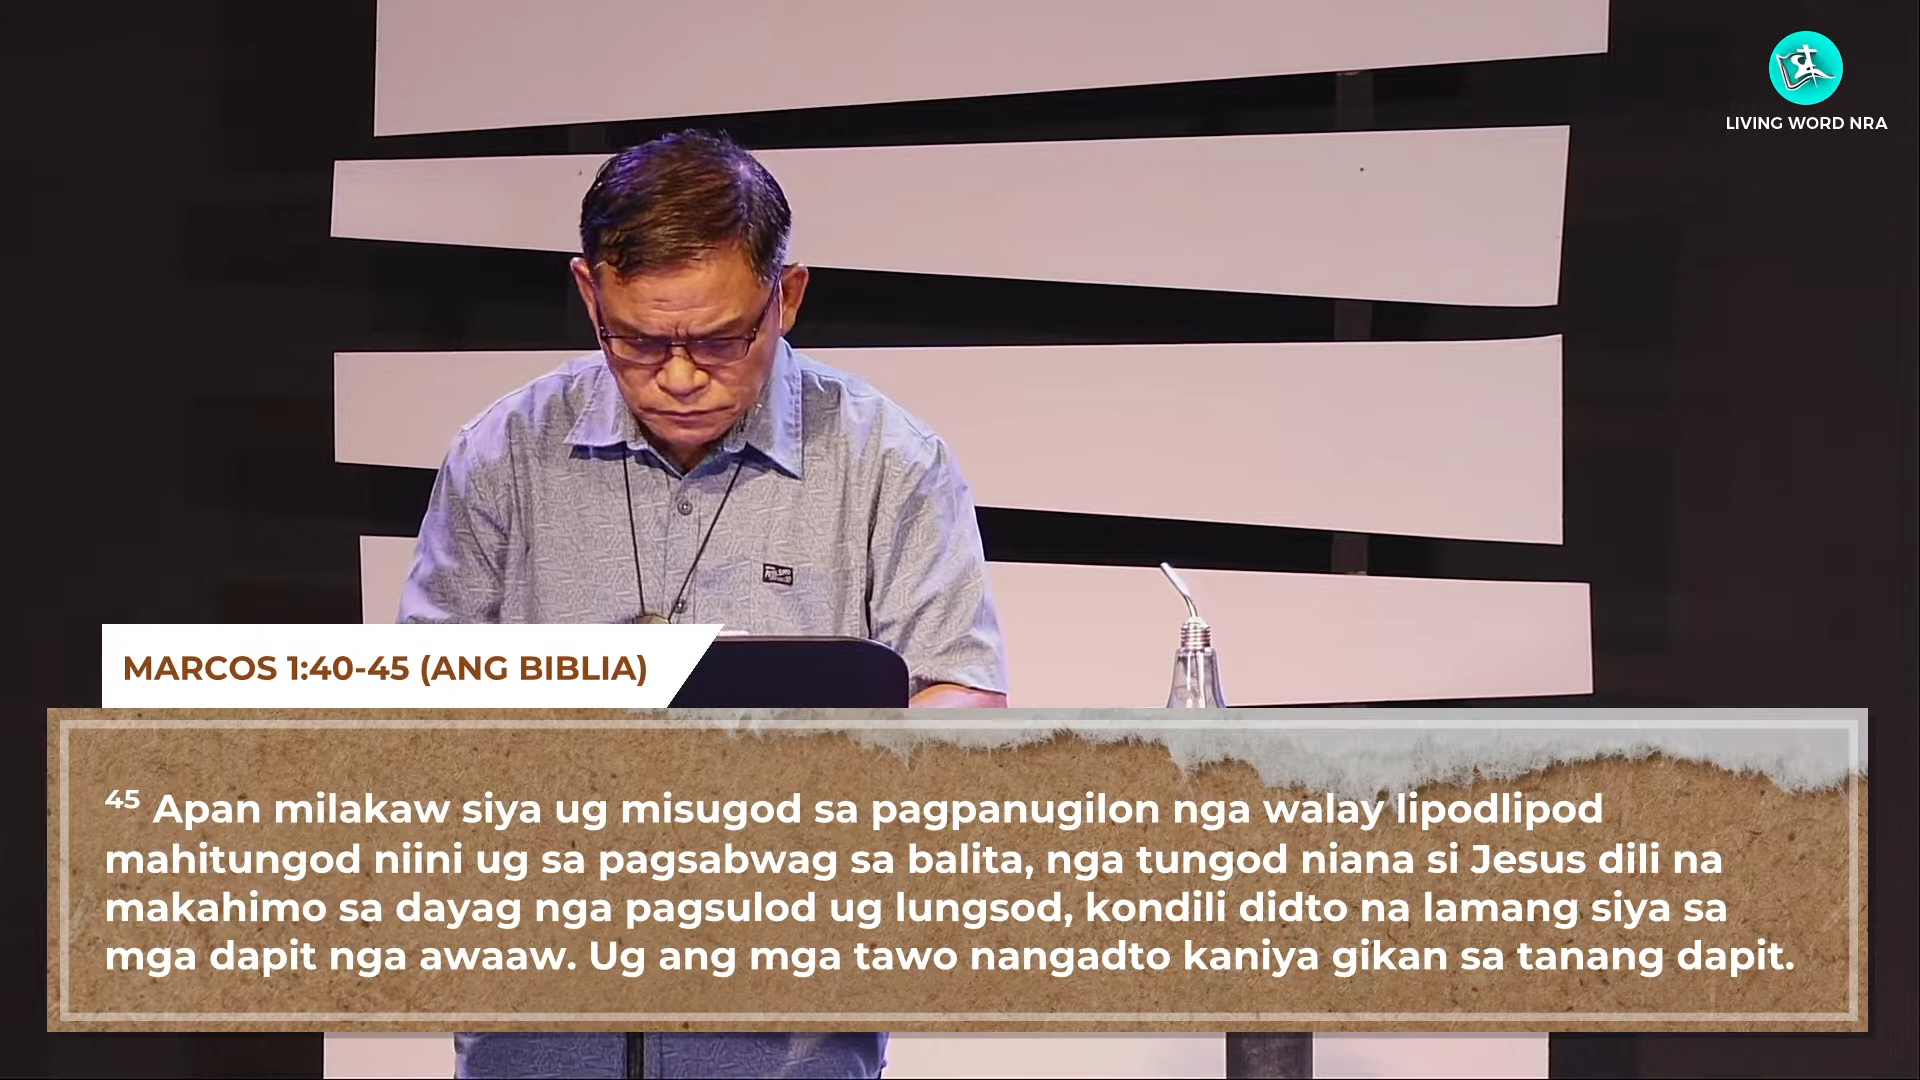 LIVING WORD NRA
MARCOS 1:40-45 (ANG BIBLIA)
45 Apan milakaw siya ug misugod sa pagpanugilon nga walay lipodlipod
mahitungod niini ug sa pagsabwag sa balita, nga tungod niana si Jesus dili na
makahimo sa dayag nga pagsulod ug lungsod, kondili didto na lamang siya sa
mga dapit nga awaaw. Ug ang mga tawo nangadto kaniya gikan sa tanang dapit.